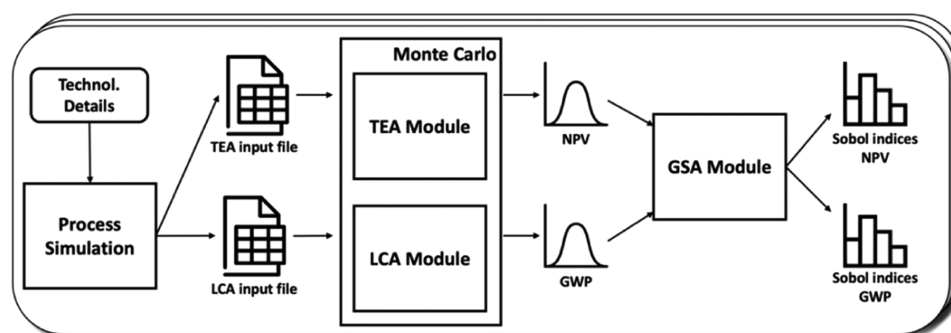 Technol.
Details
Process
Simulation
TEA input file
LCA input file
Monte Carlo
TEA Module
LCA Module
NPV
GWP
GSA Module
Sobol indices
NPV
Sobol indices
GWP